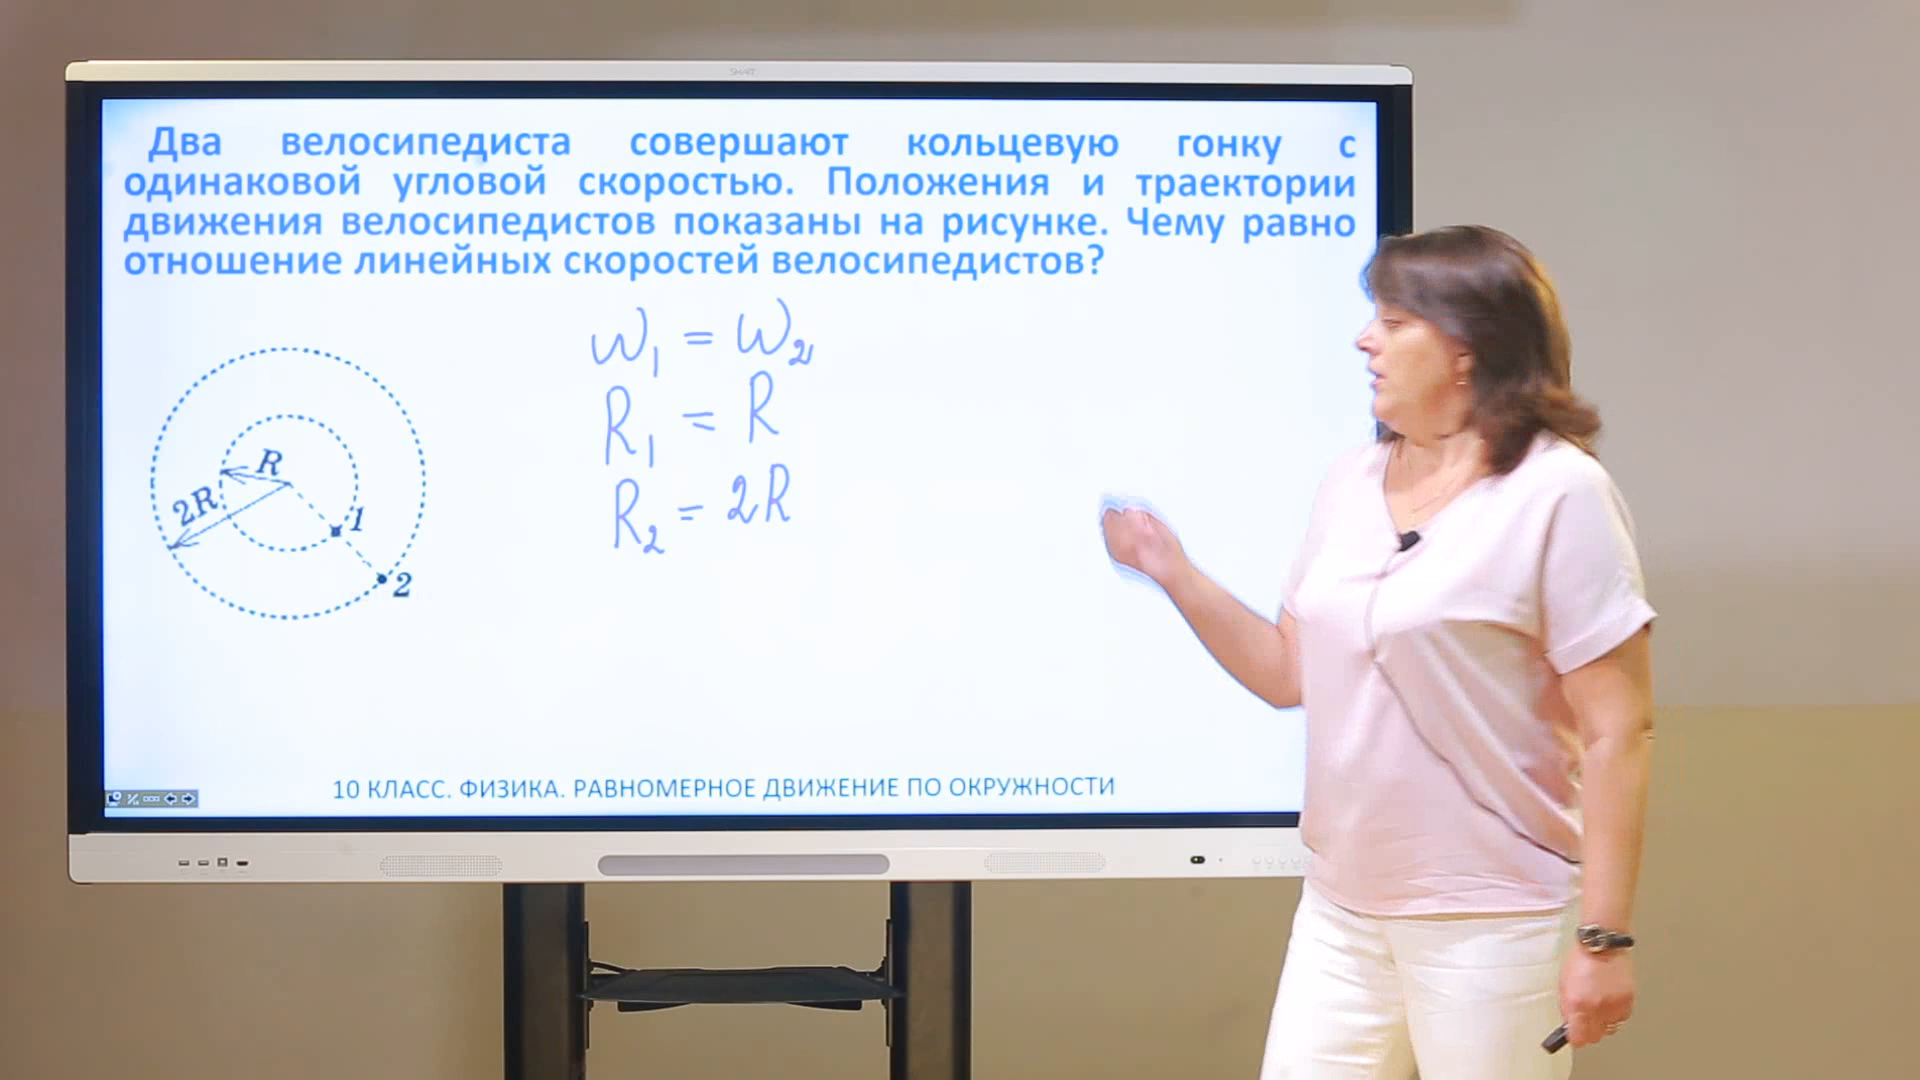 SMART
Два велосипедиста совершают кольцевую гонку с
одинаковой угловой скоростью. Положения и траектории
движения велосипедистов показаны на рисунке. Чему равно
отношение линейных скоростей велосипедистов?
ω₁ = ω₂
R₁ = R
R₂ = 2R
R
2R
1
2
10 КЛАСС. ФИЗИКА. РАВНОМЕРНОЕ ДВИЖЕНИЕ ПО ОКРУЖНОСТИ